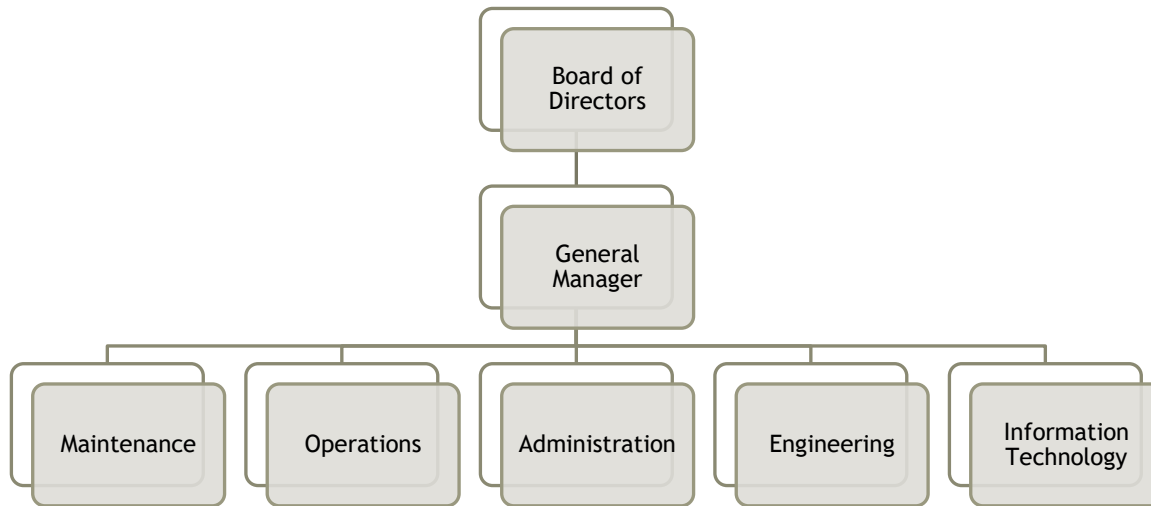 Board of
Directors
General
Manager
Maintenance
Operations
Administration
Engineering
Information
Technology